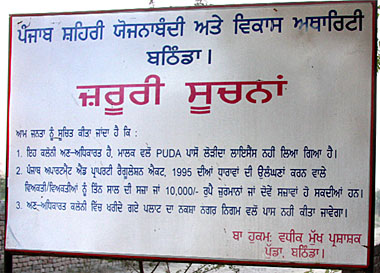 ਪੰਜਾਬ ਸ਼ਹਿਰੀ ਯੋਜਨਾਬੰਦੀ ਅਤੇ ਵਿਕਾਸ ਅਥਾਰਿਟੀ
ਬਠਿੰਡਾ।
ਜ਼ਰੂਰੀ ਸੂਚਨਾਂ
ਆਮ ਜਨਤਾ ਨੂੰ ਸੂਚਿਤ ਕੀਤਾ ਜਾਂਦਾ ਹੈ ਕਿ :
1. ਇਹ ਕਲੋਨੀ ਅਣ-ਅਧਿਕਾਰਤ ਹੈ, ਮਾਲਕ ਵਲੋਂ PUDA ਪਾਸੋਂ ਲੋੜੀਂਦਾ ਲਾਇਸੈਂਸ ਨਹੀ ਲਿਆ ਗਿਆ ਹੈ।
2. ਪੰਜਾਬ ਅਪਾਰਟਮੈਂਟ ਐਂਡ ਪ੍ਰਾਪਰਟੀ ਰੈਗੂਲੇਸ਼ਨ ਐਕਟ, 1995 ਦੀਆਂ ਧਾਰਾਵਾਂ ਦੀ ਉਲੰਘਣਾਂ ਕਰਨ ਵਾਲੇ
ਵਿਅਕਤੀ/ਵਿਅਕਤੀਆਂ ਨੂੰ ਤਿੰਨ ਸਾਲ ਦੀ ਸਜ਼ਾ ਜਾਂ 10,000/- ਰੁਪੈ ਜੁਰਮਾਨਾਂ ਜਾਂ ਦੋਵੇਂ ਸਜ਼ਾਵਾਂ ਹੋ ਸਕਦੀਆਂ ਹਨ।
3. ਅਣ-ਅਧਿਕਾਰਤ ਕਲੋਨੀ ਵਿੱਚ ਖਰੀਦੇ ਗਏ ਪਲਾਟ ਦਾ ਨਕਸ਼ਾ ਨਗਰ ਨਿਗਮ ਵਲੋਂ ਪਾਸ ਨਹੀ ਕੀਤਾ ਜਾਵੇਗਾ।
ਬਾ ਹੁਕਮ: ਵਧੀਕ ਮੁੱਖ ਪ੍ਰਸ਼ਾਸ਼ਕ
ਪੁੱਡਾ, ਬਠਿੰਡਾ।